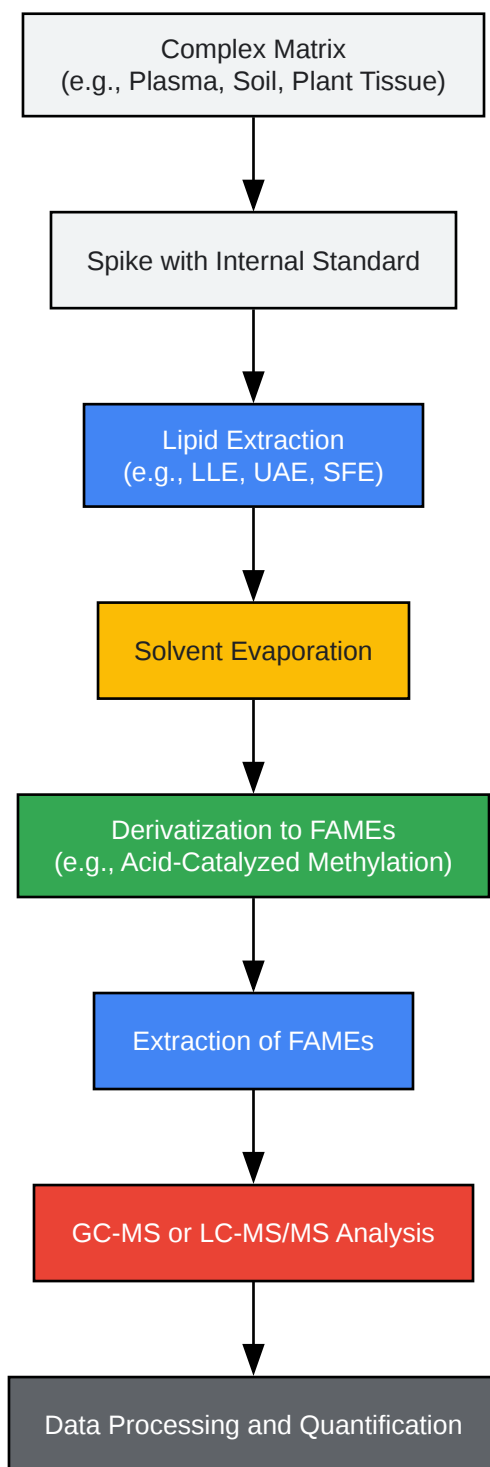 Complex Matrix
(e.g., Plasma, Soil, Plant Tissue)
Spike with Internal Standard
Lipid Extraction
(e.g., LLE, UAE, SFE)
Solvent Evaporation
Derivatization to FAMEs
(e.g., Acid-Catalyzed Methylation)
Extraction of FAMEs
GC-MS or LC-MS/MS Analysis
Data Processing and Quantification